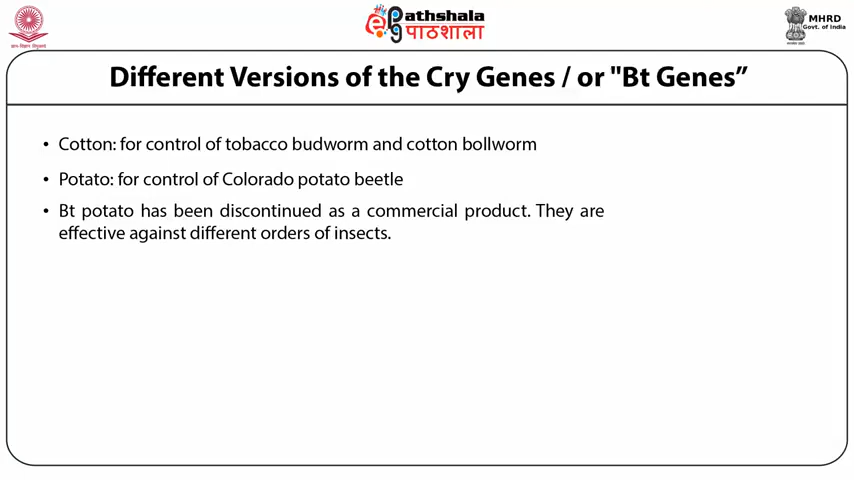 ePathshala
पाठशाला
MHRD
Govt. of India
Different Versions of the Cry Genes / or "Bt Genes”
• Cotton: for control of tobacco budworm and cotton bollworm
• Potato: for control of Colorado potato beetle
• Bt potato has been discontinued as a commercial product. They are
effective against different orders of insects.